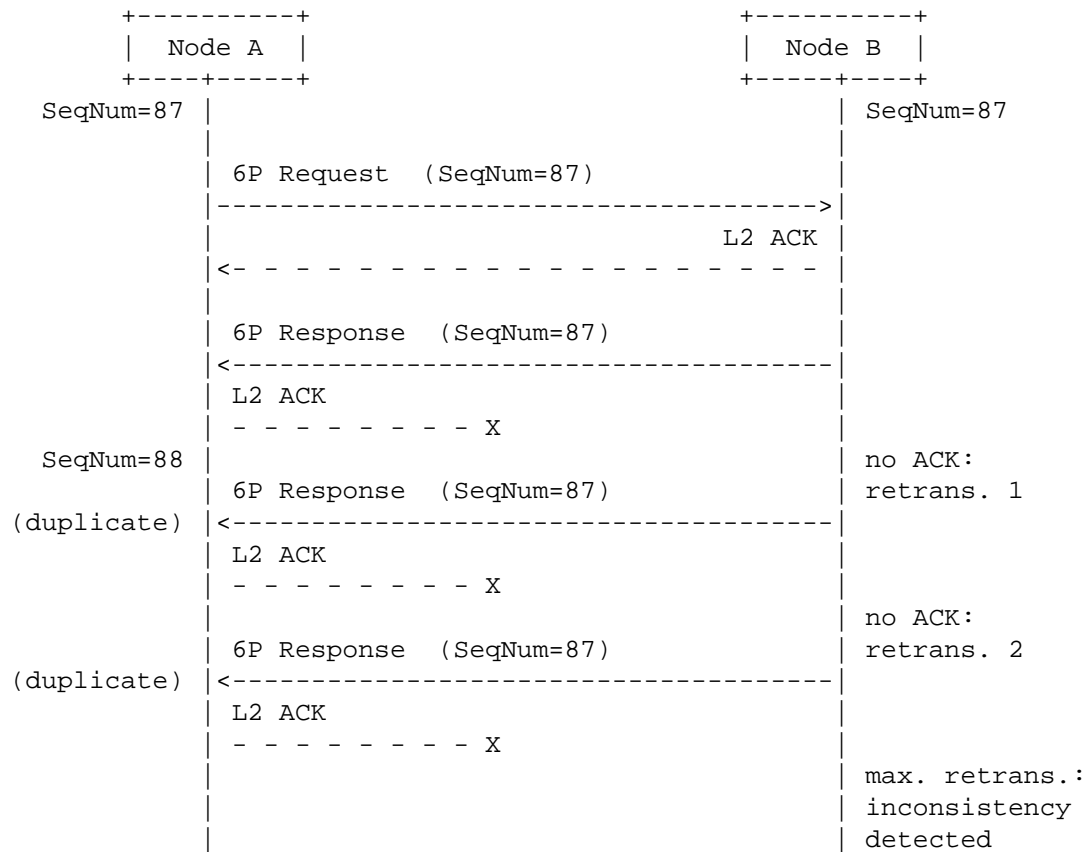 Node A Node B
SeqNum=87 SeqNum=87
6P Request (SeqNum=87)
L2 ACK
6P Response (SeqNum=87)
L2 ACK
X
SeqNum=88 no ACK:
6P Response (SeqNum=87) retrans. 1
(duplicate)
L2 ACK
X
no ACK:
6P Response (SeqNum=87) retrans. 2
(duplicate)
L2 ACK
X
max. retrans.:
inconsistency
detected